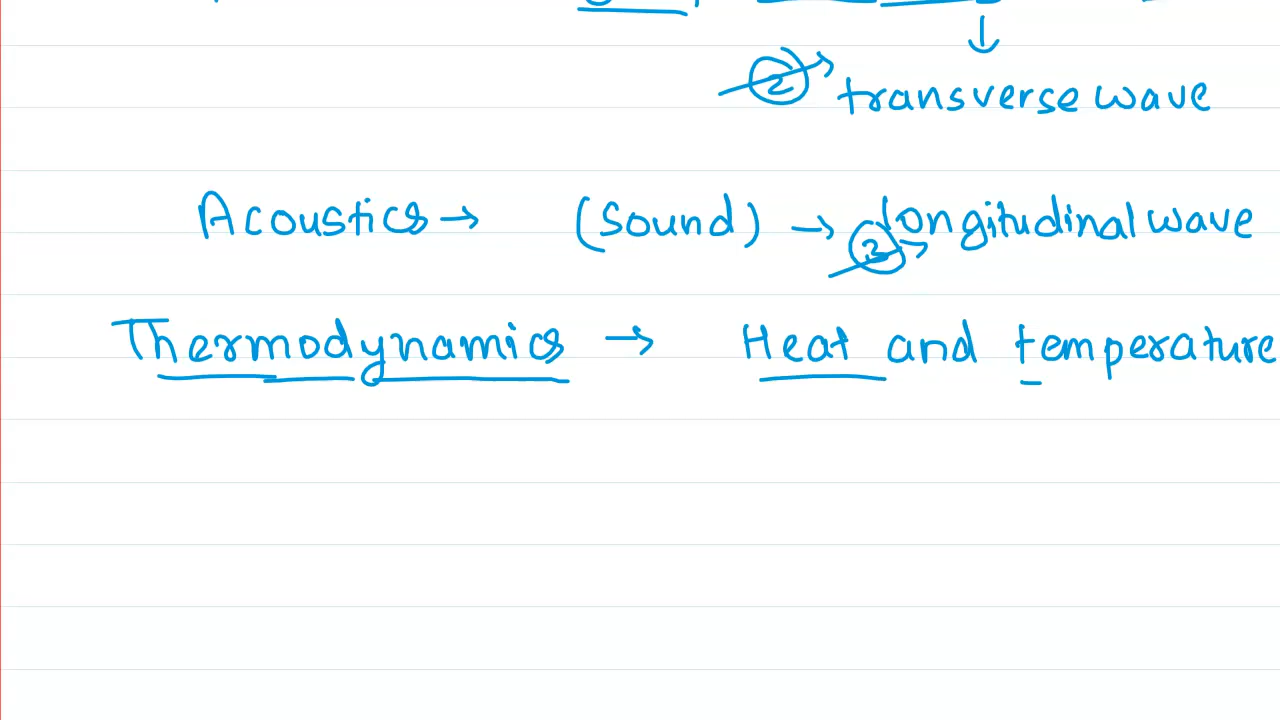 ② transverse wave
Acoustics → (Sound) → longitudinal wave
③
Thermodynamics → Heat and temperature